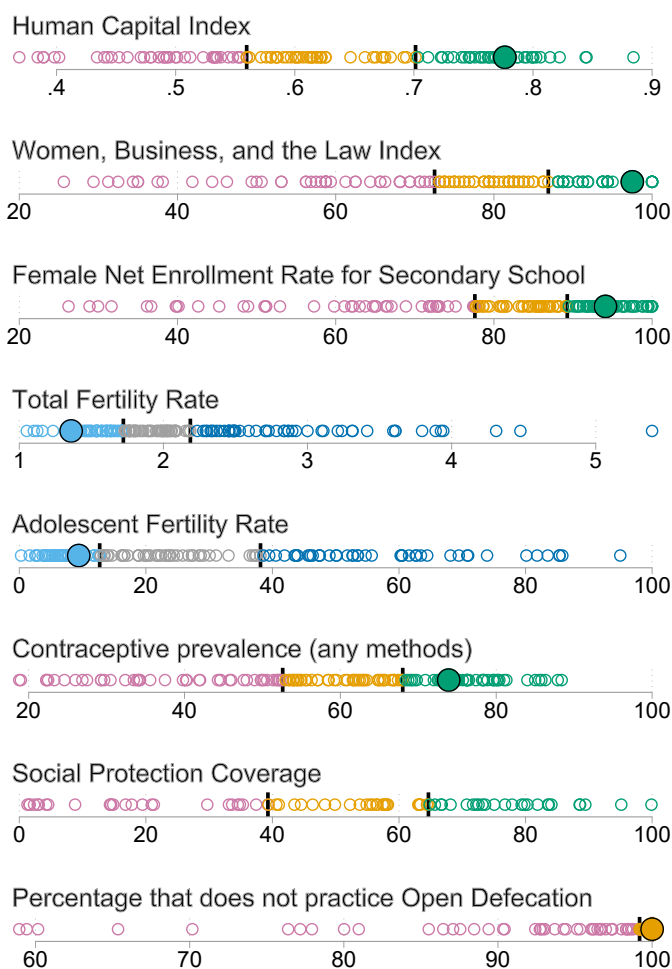 Human Capital Index
.4 .5 .6 .7 .8 .9
Women, Business, and the Law Index
20 40 60 80 100
Female Net Enrollment Rate for Secondary School
20 40 60 80 100
Total Fertility Rate
1 2 3 4 5
Adolescent Fertility Rate
0 20 40 60 80 100
Contraceptive prevalence (any methods)
20 40 60 80 100
Social Protection Coverage
0 20 40 60 80 100
Percentage that does not practice Open Defecation
60 70 80 90 100